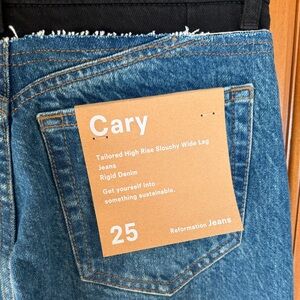 Cary
Tailored High Rise Slouchy Wide Leg
Jeans
Rigid Denim
Get yourself into
something sustainable.
25
Reformation Jeans